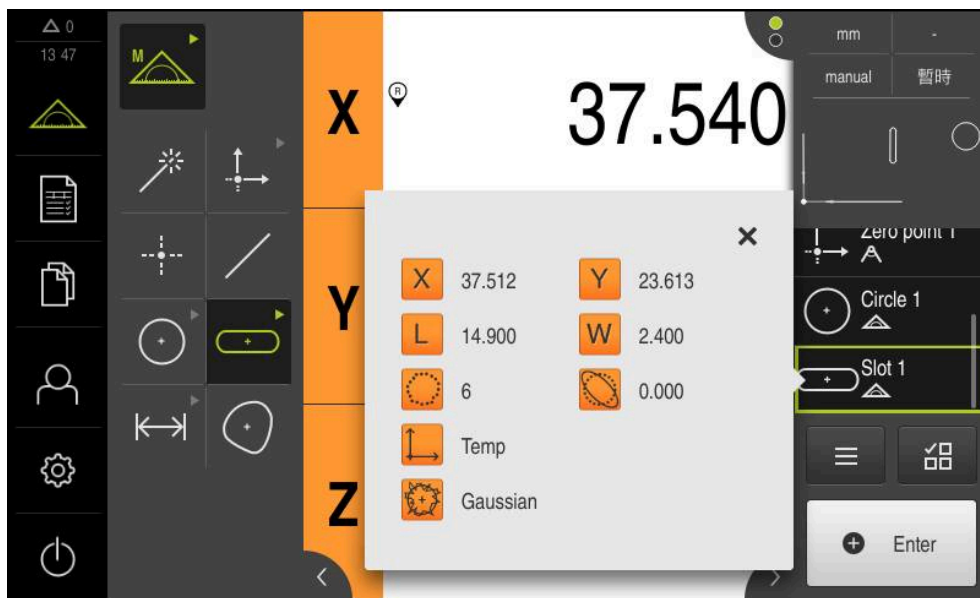 0
13 47
M
X
R
37.540
mm
-
manual
暫時
Y
Z
X 37.512
Y 23.613
L 14.900
W 2.400
6
0.000
Temp
Gaussian
Zero point 1
Circle 1
Slot 1
Enter